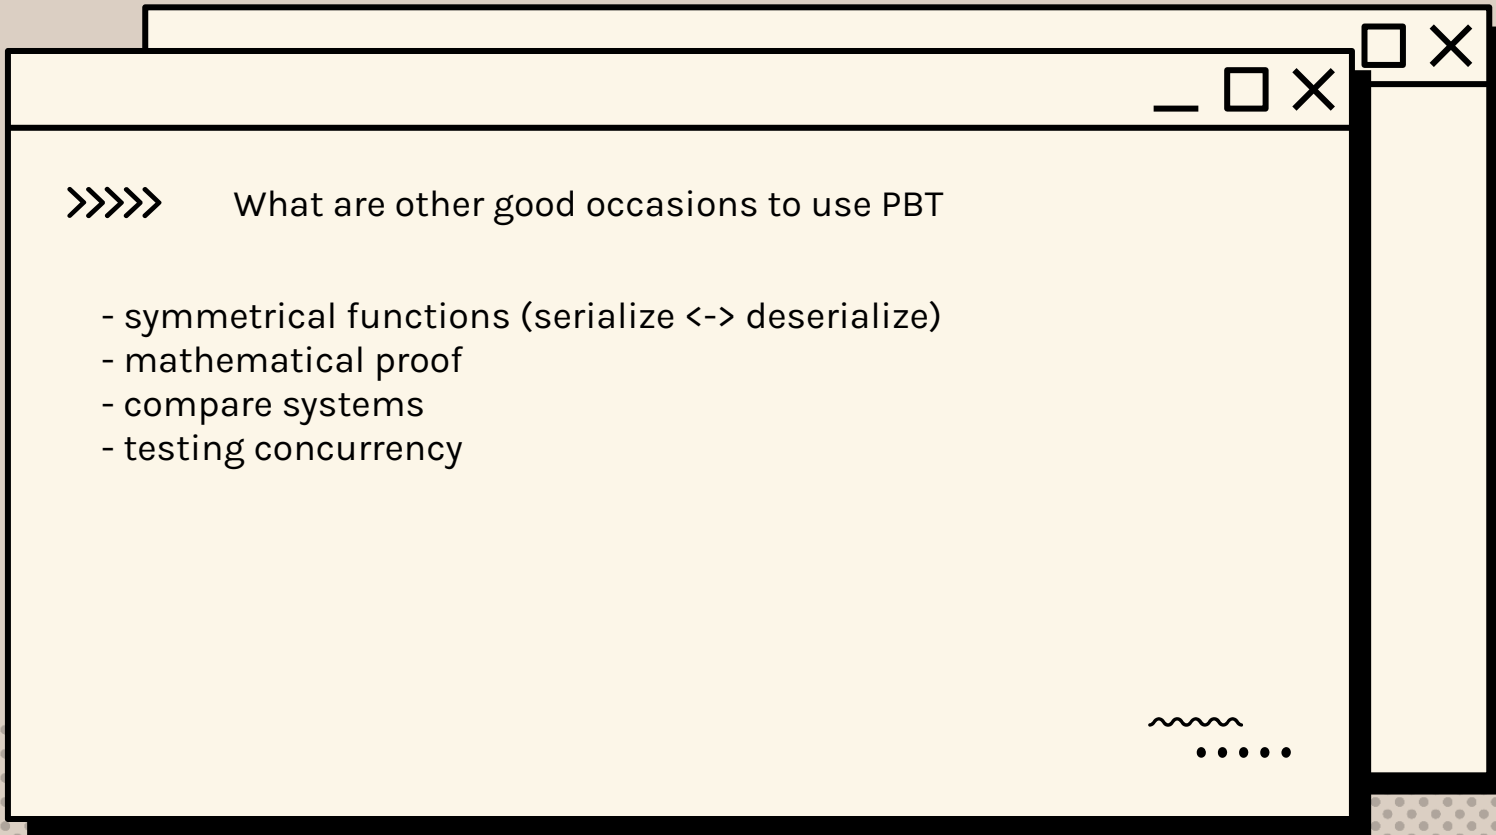 What are other good occasions to use PBT
- symmetrical functions (serialize <-> deserialize)
- mathematical proof
- compare systems
- testing concurrency